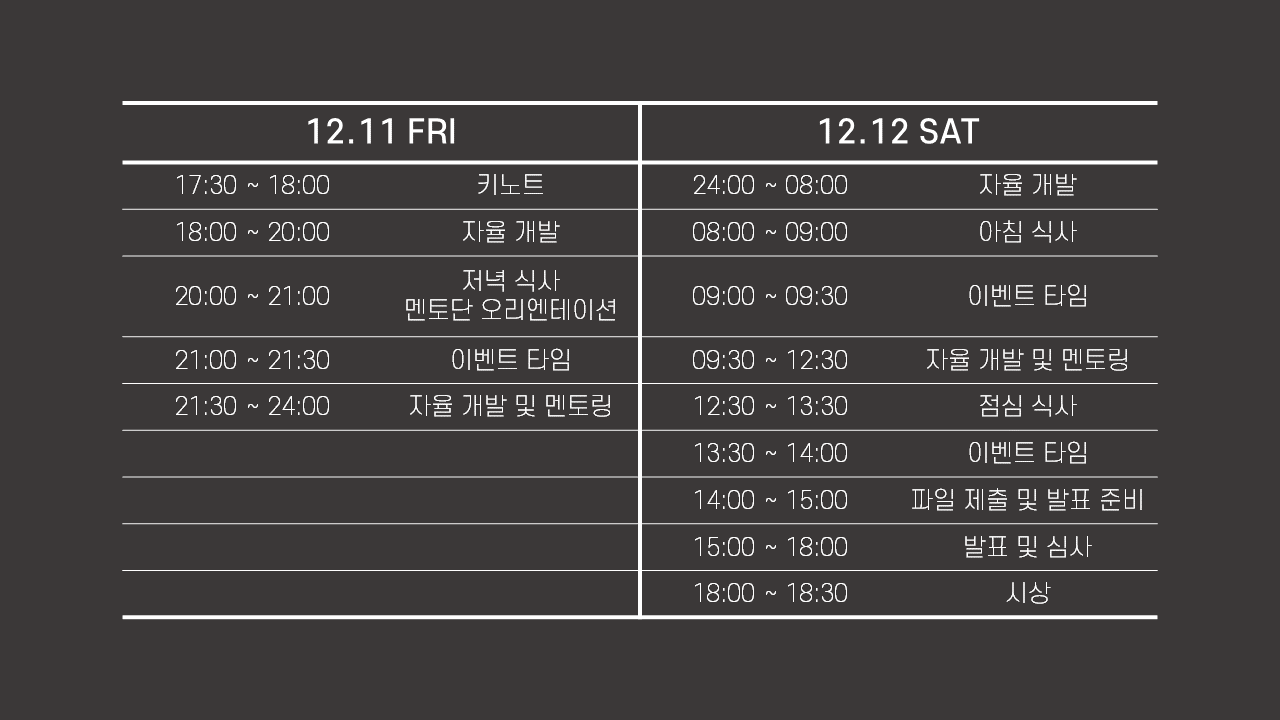 12.11 FRI
17:30 ~ 18:00 키노트
18:00 ~ 20:00 자율 개발
20:00 ~ 21:00 저녁 식사
멘토단 오리엔테이션
21:00 ~ 21:30 이벤트 타임
21:30 ~ 24:00 자율 개발 및 멘토링
12.12 SAT
24:00 ~ 08:00 자율 개발
08:00 ~ 09:00 아침 식사
09:00 ~ 09:30 이벤트 타임
09:30 ~ 12:30 자율 개발 및 멘토링
12:30 ~ 13:30 점심 식사
13:30 ~ 14:00 이벤트 타임
14:00 ~ 15:00 파일 제출 및 발표 준비
15:00 ~ 18:00 발표 및 심사
18:00 ~ 18:30 시상